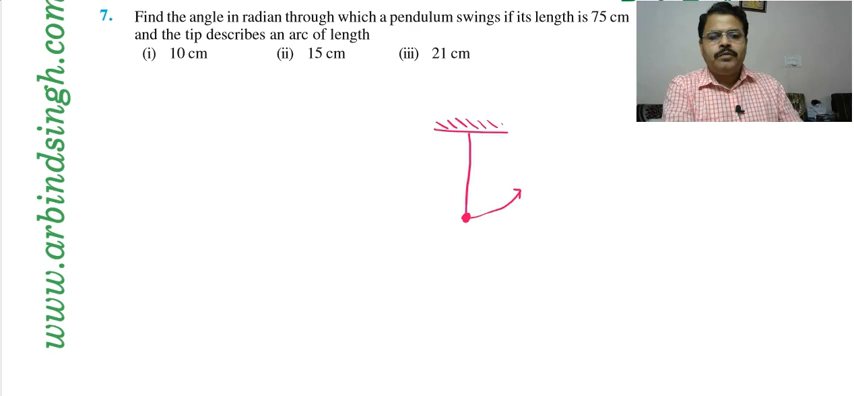 7. Find the angle in radian through which a pendulum swings if its length is 75 cm
and the tip describes an arc of length
(i) 10 cm (ii) 15 cm (iii) 21 cm
www.arbindsingh.com